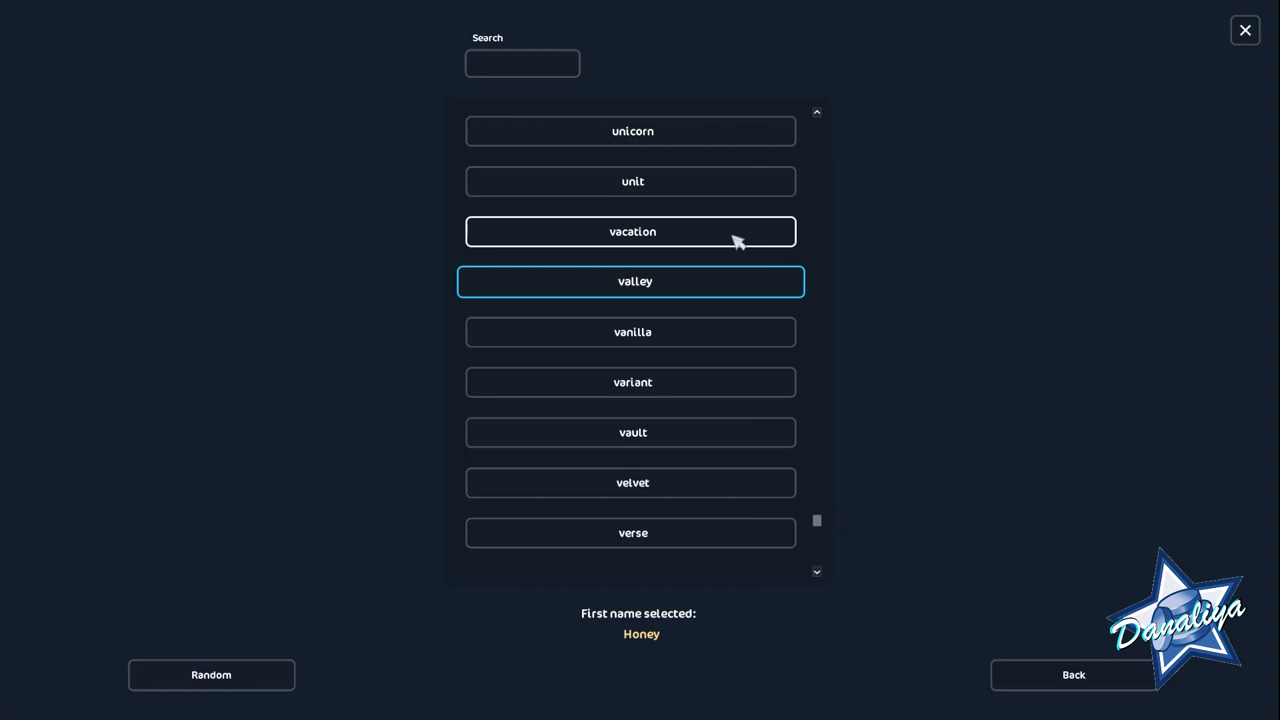 Search
unicorn
unit
vacation
valley
vanilla
variant
vault
velvet
verse
First name selected:
Honey
Random
Back
Danaliya